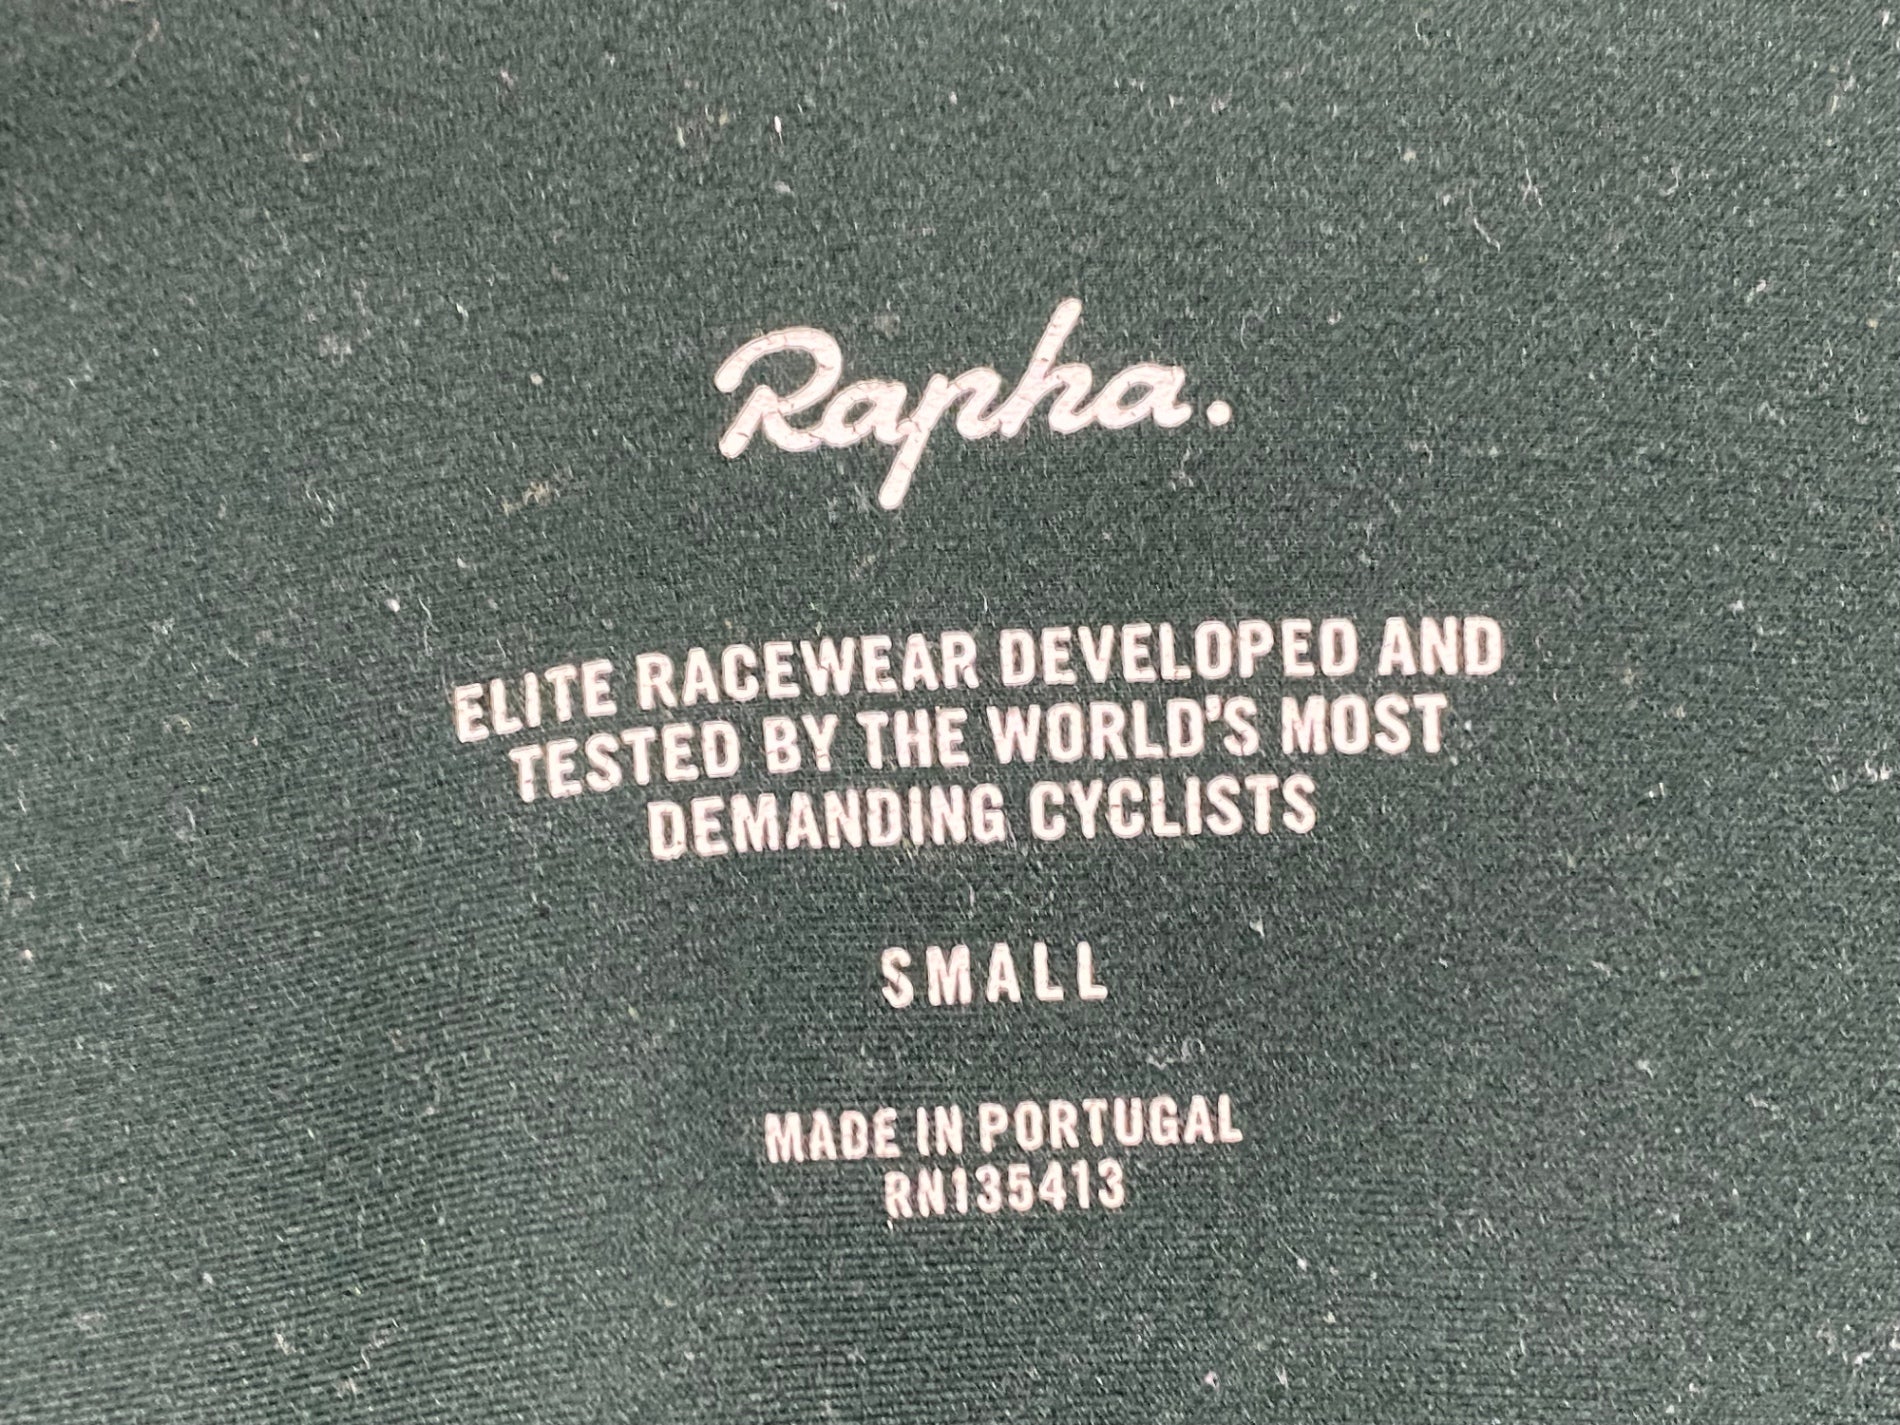 Rapha.
ELITE RACEWEAR DEVELOPED AND
TESTED BY THE WORLD'S MOST
DEMANDING CYCLISTS
SMALL
MADE IN PORTUGAL
RN135413